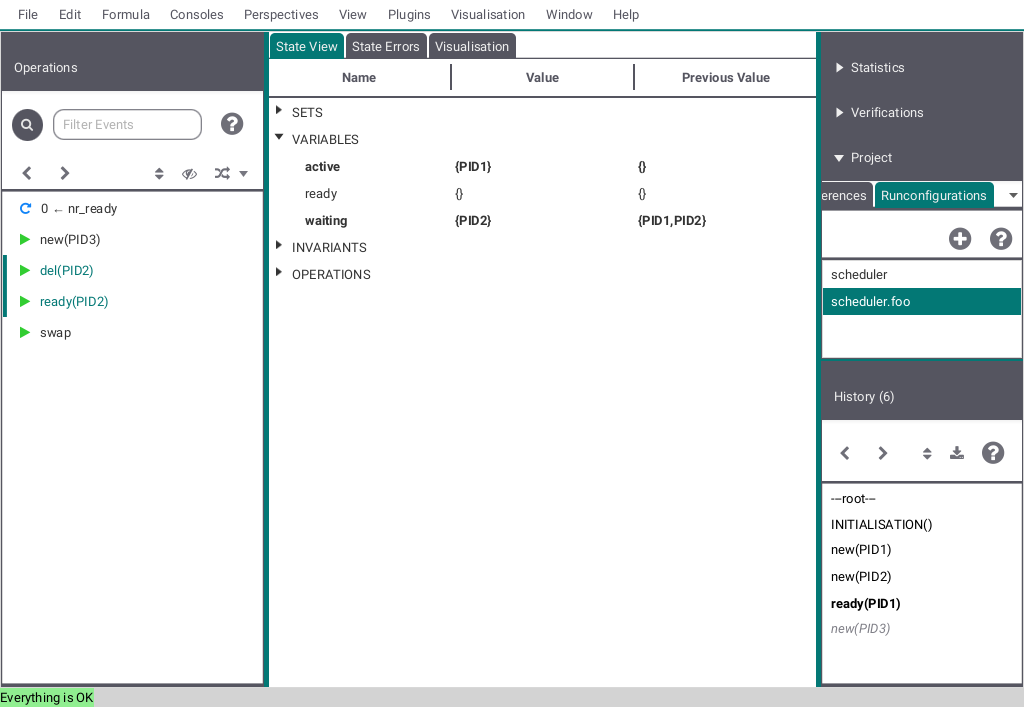 File Edit Formula Consoles Perspectives View Plugins Visualisation Window Help
Operations
Filter Events
0 ← nr_ready
new(PID3)
del(PID2)
ready(PID2)
swap
State View State Errors Visualisation
Name Value Previous Value
SETS
VARIABLES
active {PID1} {}
ready {} {}
waiting {PID2} {PID1,PID2}
INVARIANTS
OPERATIONS
Statistics
Verifications
Project
erences Runconfigurations
scheduler
scheduler.foo
History (6)
---root---
INITIALISATION()
new(PID1)
new(PID2)
ready(PID1)
new(PID3)
Everything is OK